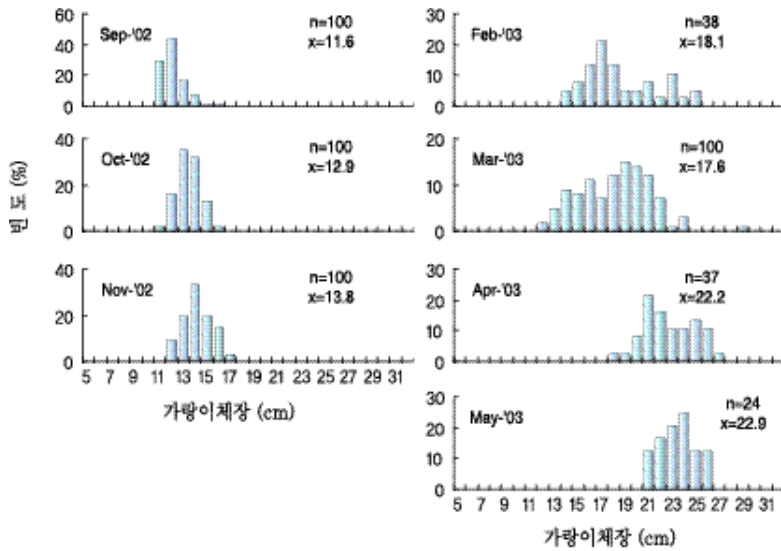 빈 도 (%)
60
40
20
0
Sep-'02
n=100
x=11.6
40
20
0
Oct-'02
n=100
x=12.9
40
20
0
Nov-'02
n=100
x=13.8
5 7 9 11 13 15 17 19 21 23 25 27 29 31
가랑이체장 (cm)
30
20
10
0
Feb-'03
n=38
x=18.1
20
10
0
Mar-'03
n=100
x=17.6
30
20
10
0
Apr-'03
n=37
x=22.2
30
20
10
0
May-'03
n=24
x=22.9
5 7 9 11 13 15 17 19 21 23 25 27 29 31
가랑이체장 (cm)